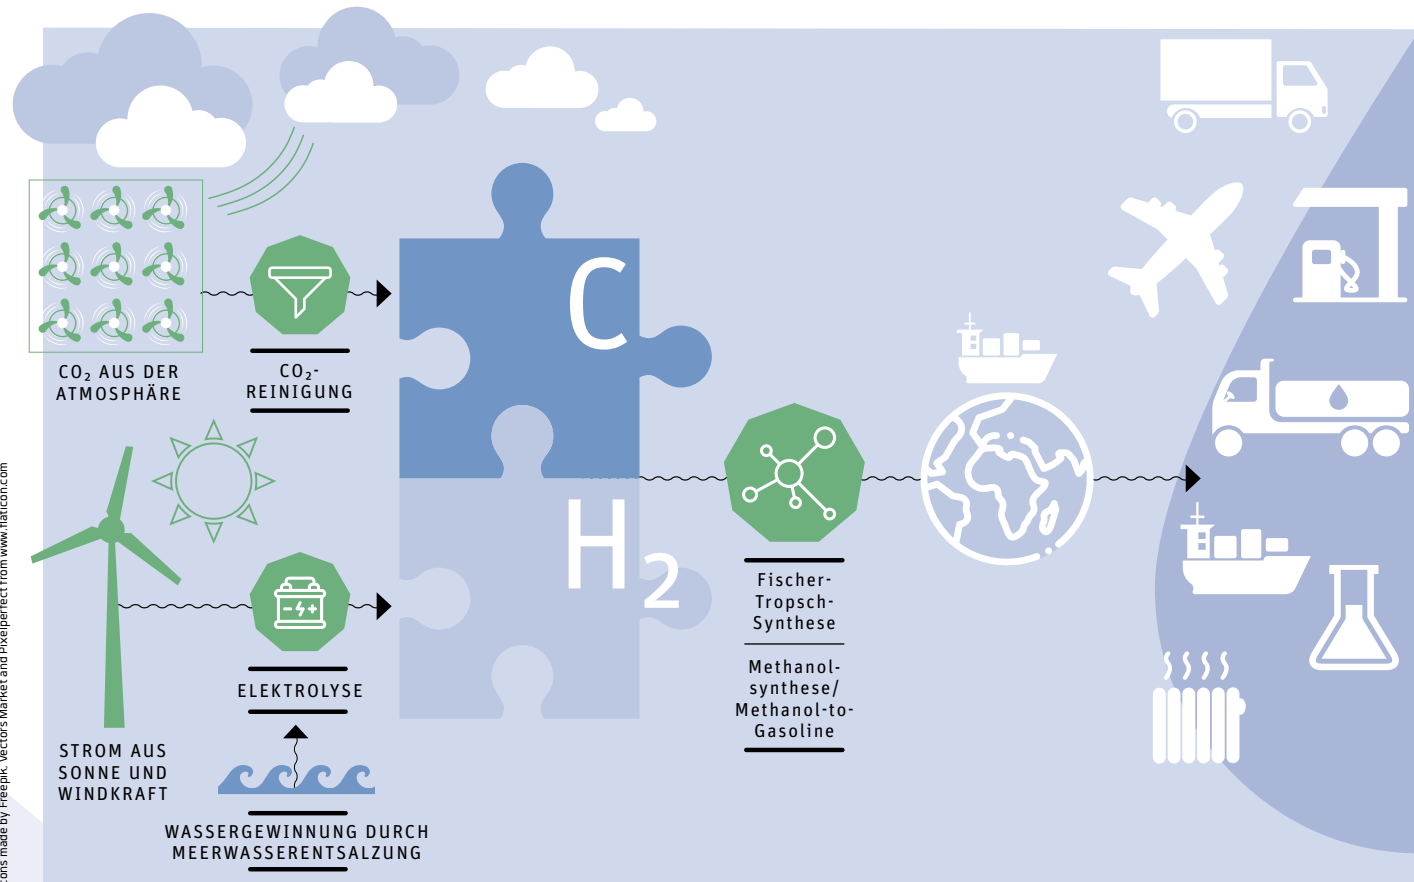 CO₂ AUS DER
ATMOSPHÄRE
CO₂-
REINIGUNG
C
H₂
STROM AUS
SONNE UND
WINDKRAFT
ELEKTROLYSE
WASSERGEWINNUNG DURCH
MEERWASSERENTSALZUNG
Fischer-
Tropsch-
Synthese
Methanol-
synthese/
Methanol-to-
Gasoline
made by Freepik, Vectors Market and Pixelperfect from www.flaticon.com